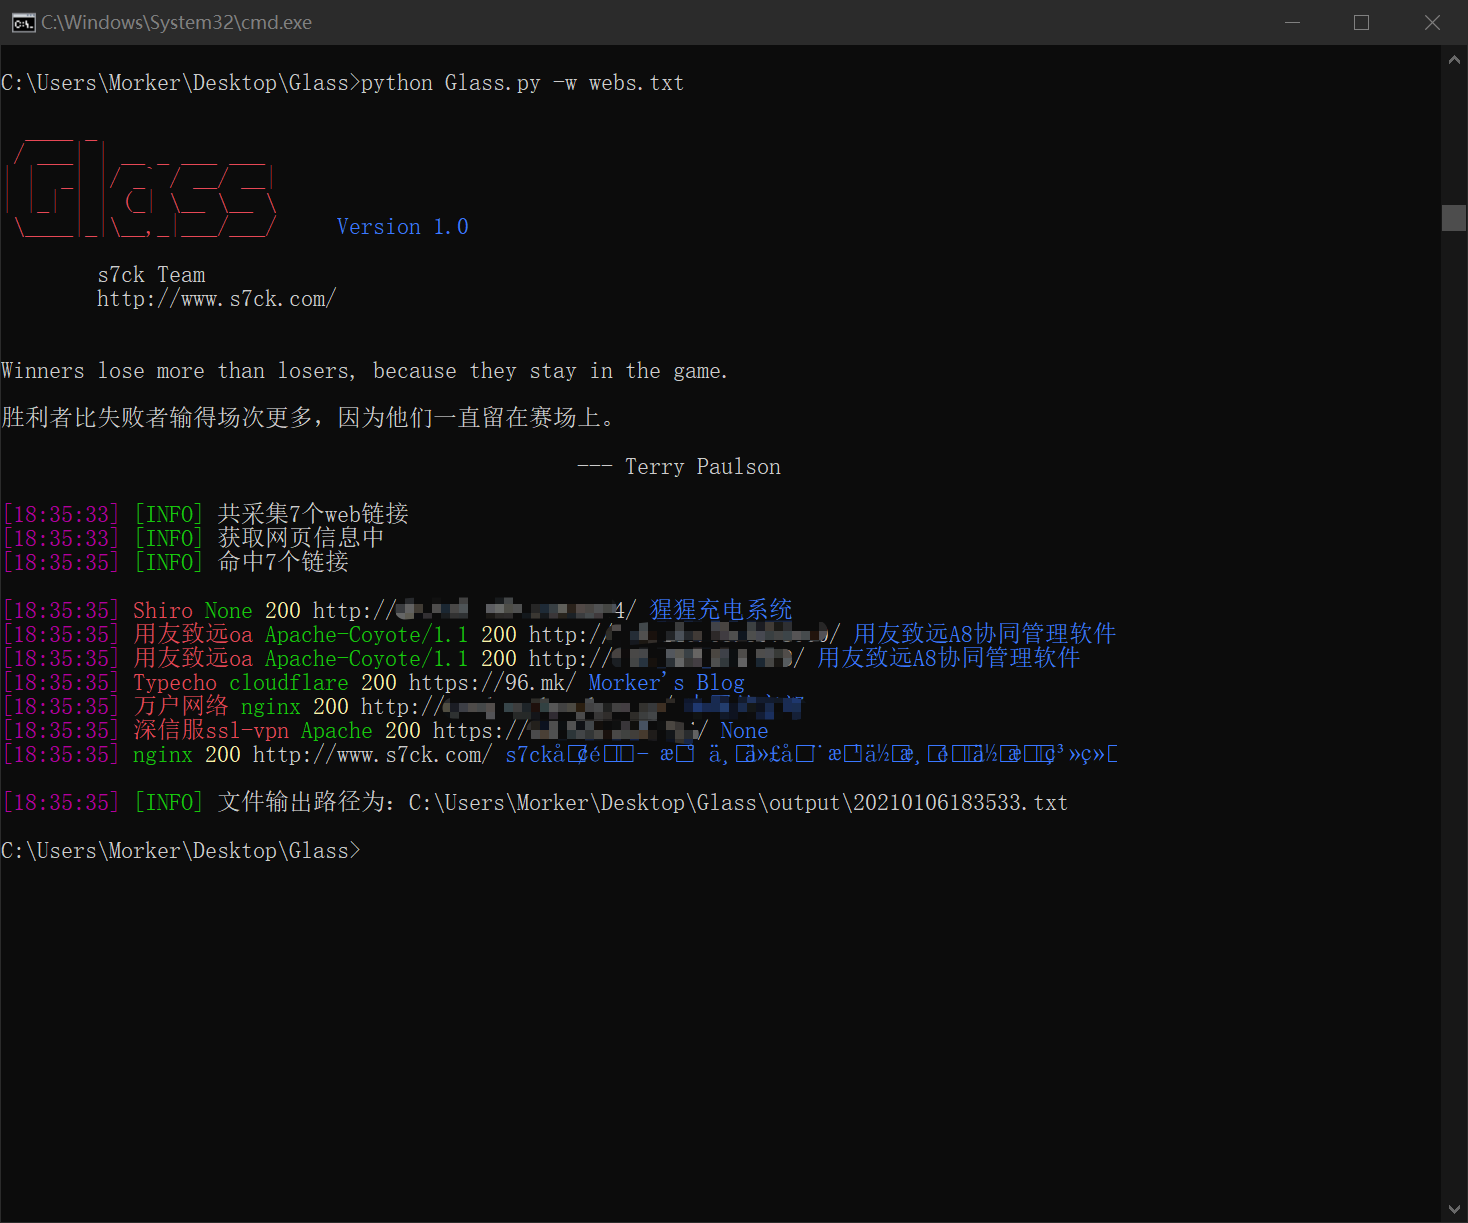 C:\Windows\System32\cmd.exe
C:\Users\Morker\Desktop\Glass>python Glass.py -w webs.txt
Glass
Version 1.0
s7ck Team
http://www.s7ck.com/
Winners lose more than losers, because they stay in the game.
胜利者比失败者输得场次更多，因为他们一直留在赛场上。
--- Terry Paulson
[18:35:33] [INFO] 共采集7个web链接
[18:35:33] [INFO] 获取网页信息中
[18:35:35] [INFO] 命中7个链接
[18:35:35] Shiro None 200 http:// 4/ 猩猩充电系统
[18:35:35] 用友致远oa Apache-Coyote/1.1 200 http:// / 用友致远A8协同管理软件
[18:35:35] 用友致远oa Apache-Coyote/1.1 200 http:// / 用友致远A8协同管理软件
[18:35:35] Typecho cloudflare 200 https://96.mk/ Morker's Blog
[18:35:35] 万户网络 nginx 200 http://
[18:35:35] 深信服ssl-vpn Apache 200 https:// / None
[18:35:35] nginx 200 http://www.s7ck.com/ s7ck
[18:35:35] [INFO] 文件输出路径为：C:\Users\Morker\Desktop\Glass\output\20210106183533.txt
C:\Users\Morker\Desktop\Glass>